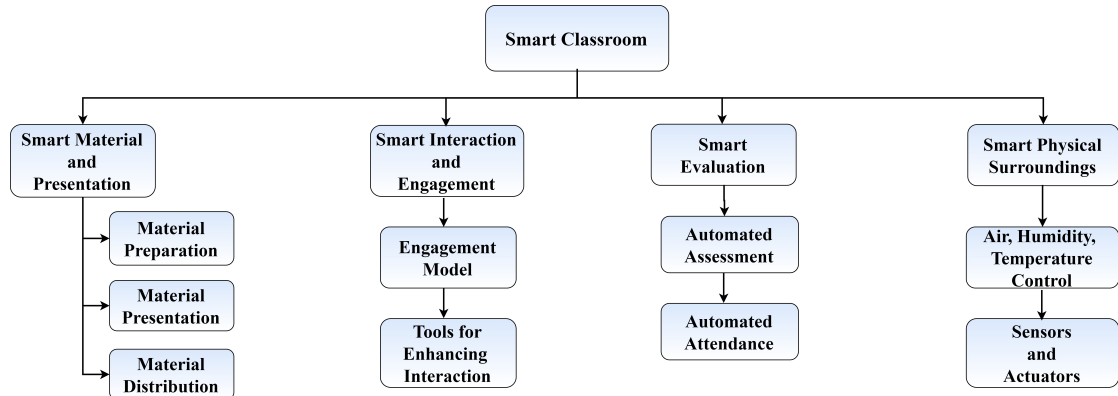 Smart Classroom
Smart Material
and
Presentation
Material
Preparation
Material
Presentation
Material
Distribution
Smart Interaction
and
Engagement
Engagement
Model
Tools for
Enhancing
Interaction
Smart
Evaluation
Automated
Assessment
Automated
Attendance
Smart Physical
Surroundings
Air, Humidity,
Temperature
Control
Sensors
and
Actuators